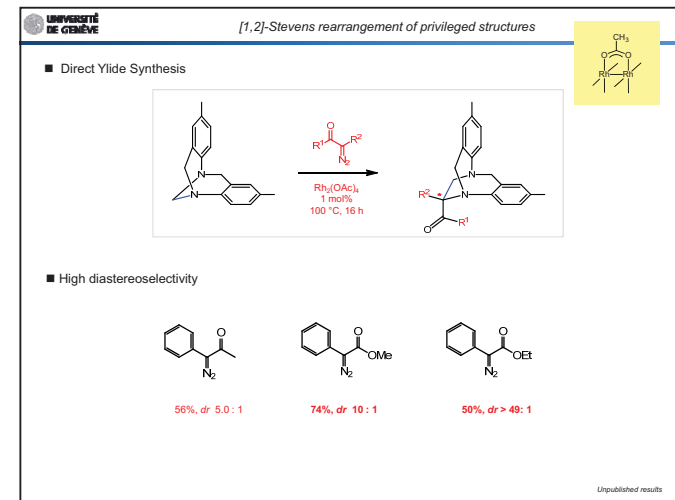 UNIVERSITÉ
DE GENÈVE
[1,2]-Stevens rearrangement of privileged structures
CH3
O O
Rh Rh
■ Direct Ylide Synthesis
O
R1 R2
N2
N
N
Rh2(OAc)4
1 mol%
100 °C, 16 h
N
R2 * N
O R1
■ High diastereoselectivity
O
N2
O
OMe
N2
O
OEt
N2
56%, dr 5.0 : 1
74%, dr 10 : 1
50%, dr > 49: 1
Unpublished results